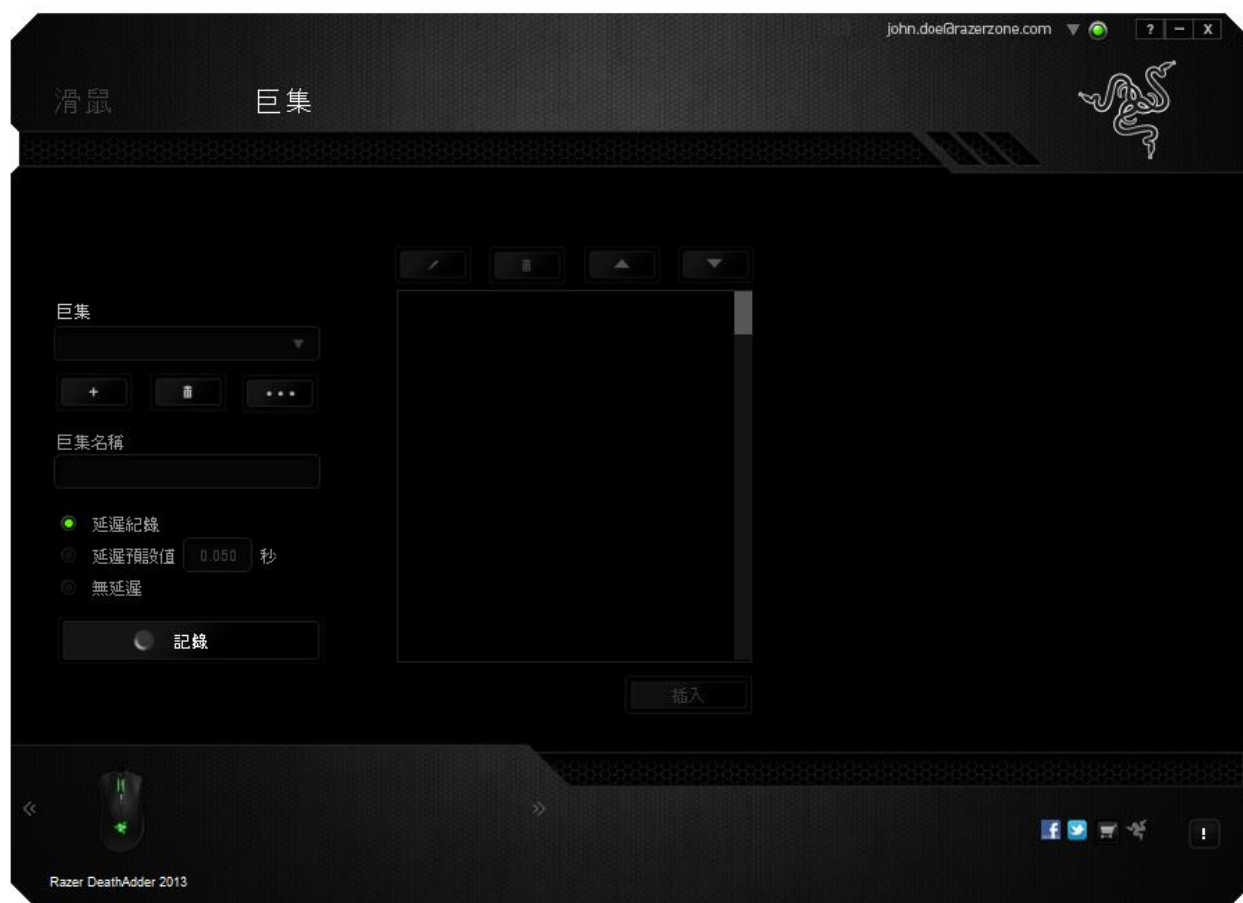 john.doe@razerzone.com
? – X
滑鼠
巨集
巨集
巨集名稱
延遲紀錄
延遲預設值 0.050 秒
無延遲
記錄
插入
Razer DeathAdder 2013